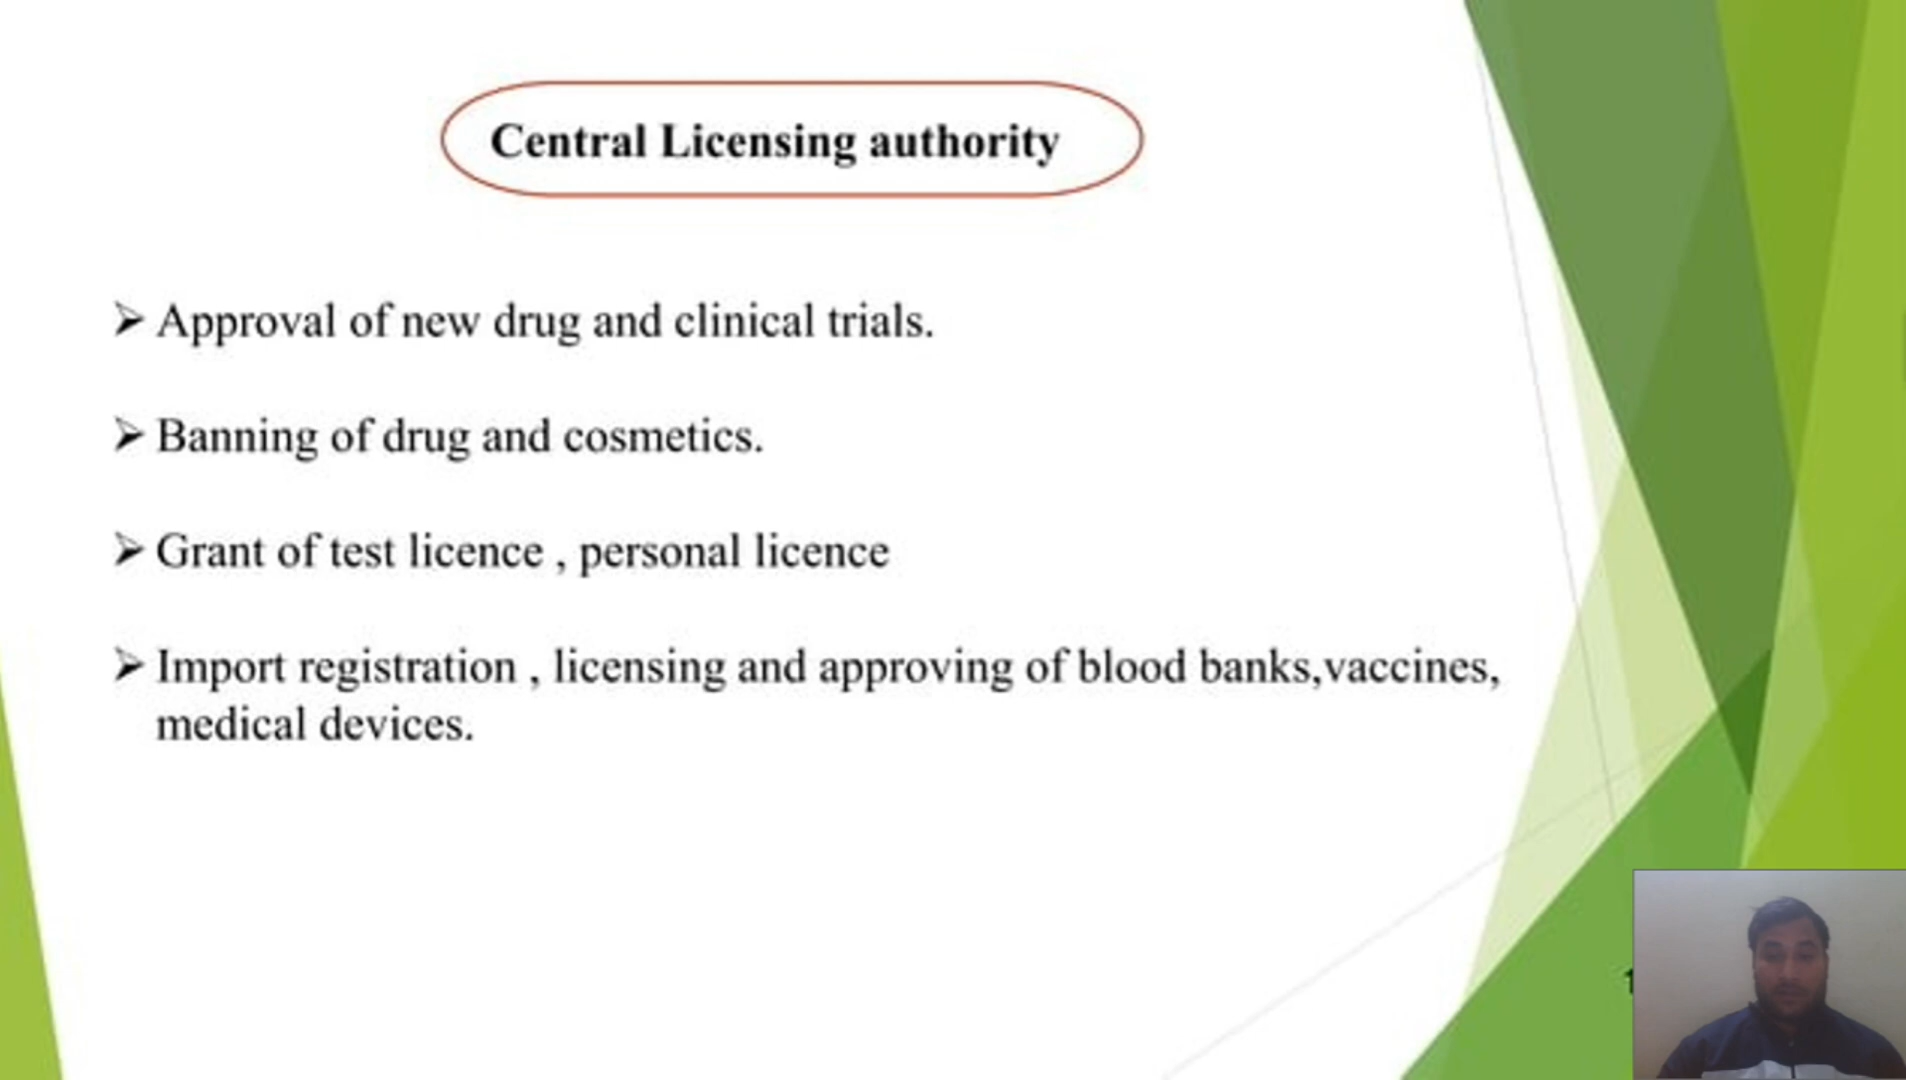 Central Licensing authority
➢ Approval of new drug and clinical trials.
➢ Banning of drug and cosmetics.
➢ Grant of test licence , personal licence
➢ Import registration , licensing and approving of blood banks,vaccines,
medical devices.